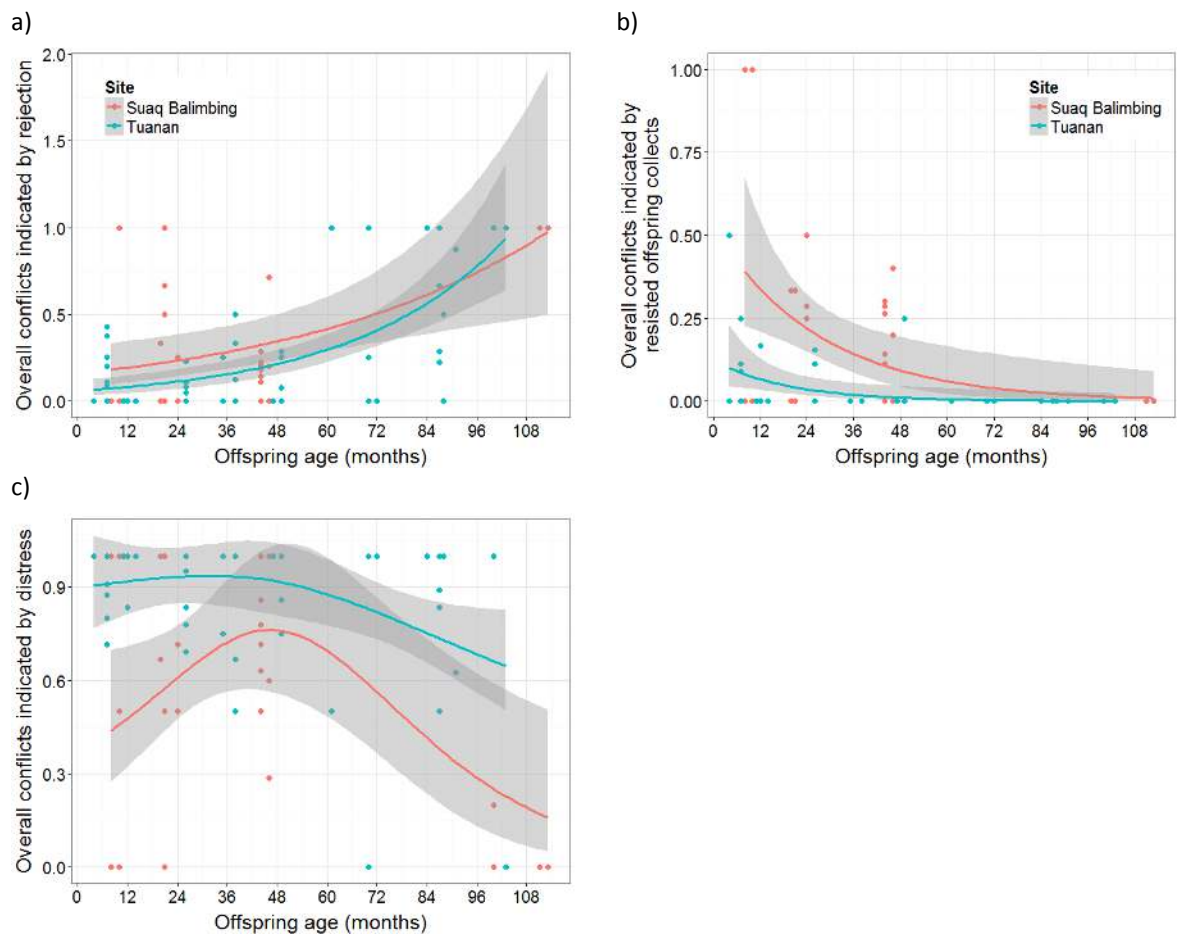 a)
Overall conflicts indicated by rejection
2.0
1.5
1.0
0.5
0.0
Site
Suaq Balimbing
Tuanan
0 12 24 36 48 60 72 84 96 108
Offspring age (months)
b)
Overall conflicts indicated by
resisted offspring collects
1.00
0.75
0.50
0.25
0.00
Site
Suaq Balimbing
Tuanan
0 12 24 36 48 60 72 84 96 108
Offspring age (months)
c)
Overall conflicts indicated by distress
0.9
0.6
0.3
0.0
0 12 24 36 48 60 72 84 96 108
Offspring age (months)